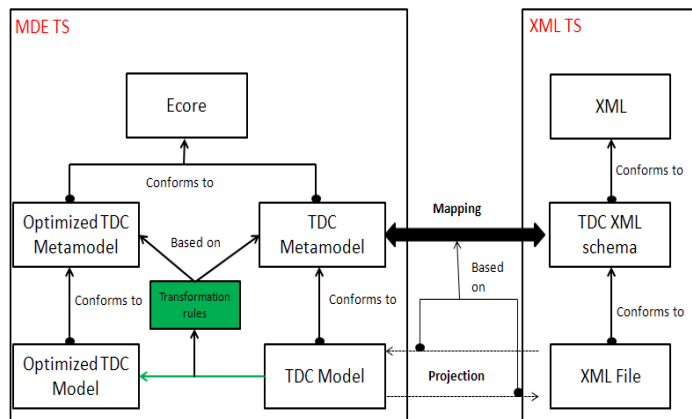 MDE TS
XML TS
Ecore
XML
Conforms to
Conforms to
Optimized TDC
Metamodel
Based on
TDC
Metamodel
Mapping
TDC XML
schema
Based
on
Conforms to
Transformation
rules
Conforms to
Conforms to
Optimized TDC
Model
TDC Model
Projection
XML File